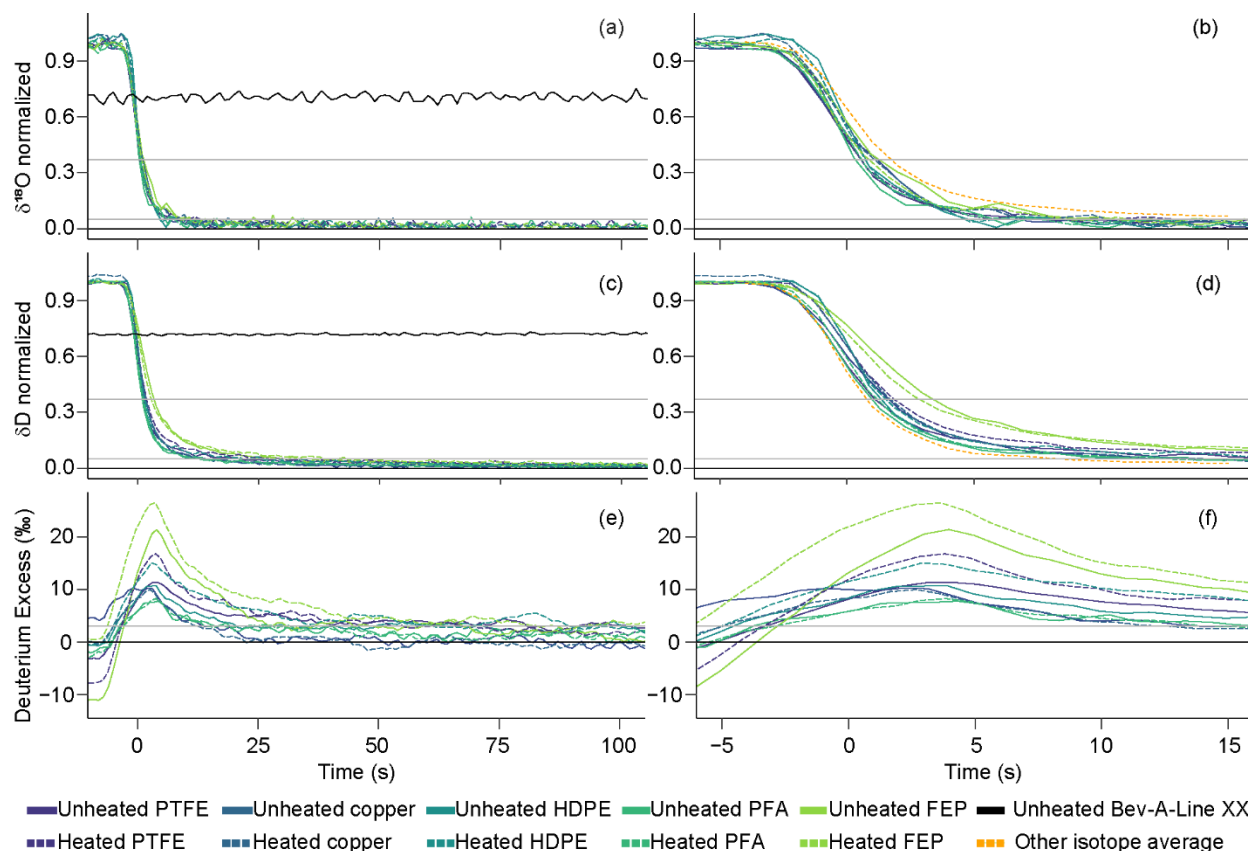 (a)
(b)
δ¹⁸O normalized
0.9
0.6
0.3
0.0
0.9
0.6
0.3
0.0
(c)
(d)
δD normalized
0.9
0.6
0.3
0.0
0.9
0.6
0.3
0.0
(e)
(f)
Deuterium Excess (‰)
20
10
0
−10
20
10
0
−10
0 25 50 75 100
−5 0 5 10 15
Time (s) Time (s)
Unheated PTFE Unheated copper Unheated HDPE Unheated PFA Unheated FEP Unheated Bev-A-Line XX
Heated PTFE Heated copper Heated HDPE Heated PFA Heated FEP Other isotope average